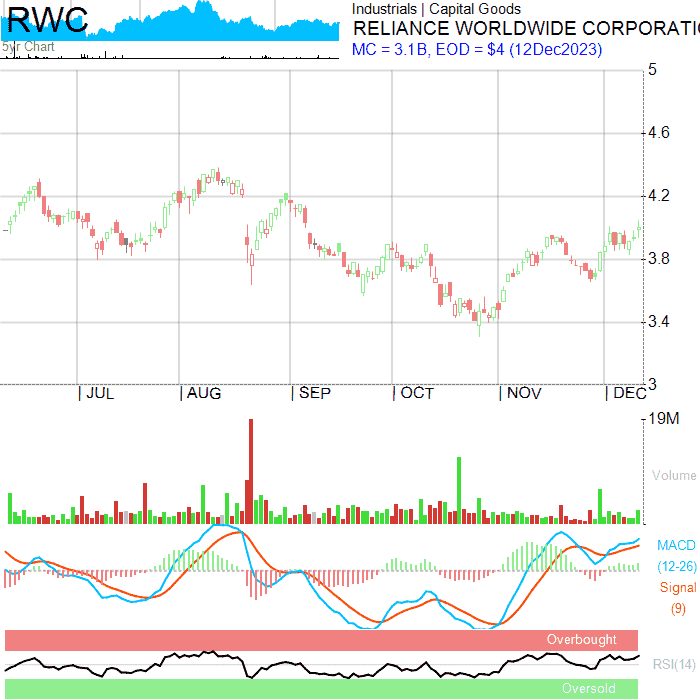 RWC
5yr Chart
Industrials | Capital Goods
RELIANCE WORLDWIDE CORPORATI
MC = 3.1B, EOD = $4 (12Dec2023)
5
4.6
4.2
3.8
3.4
3
| JUL | AUG | SEP | OCT | NOV | DEC
19M
Volume
MACD
(12-26)
Signal
(9)
Overbought
RSI(14)
Oversold